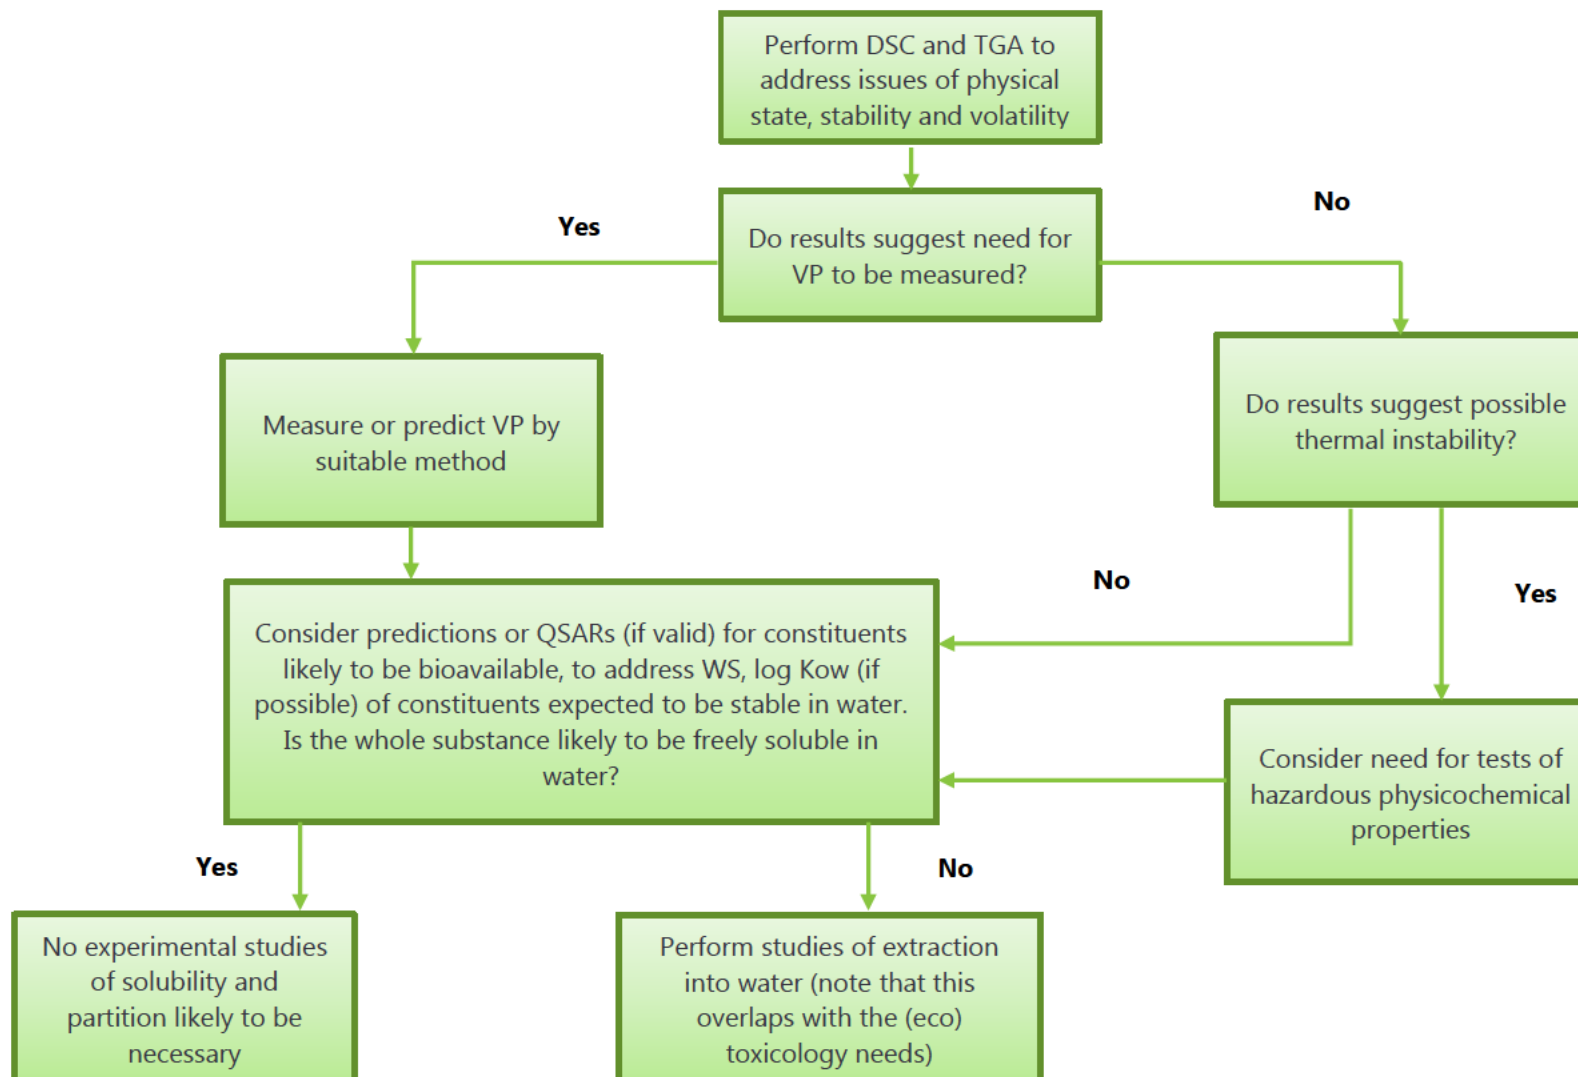 Perform DSC and TGA to
address issues of physical
state, stability and volatility
Yes
No
Do results suggest need for
VP to be measured?
Measure or predict VP by
suitable method
Do results suggest possible
thermal instability?
No
Yes
Consider predictions or QSARs (if valid) for constituents
likely to be bioavailable, to address WS, log Kow (if
possible) of constituents expected to be stable in water.
Is the whole substance likely to be freely soluble in
water?
Consider need for tests of
hazardous physicochemical
properties
Yes
No
No experimental studies
of solubility and
partition likely to be
necessary
Perform studies of extraction
into water (note that this
overlaps with the (eco)
toxicology needs)